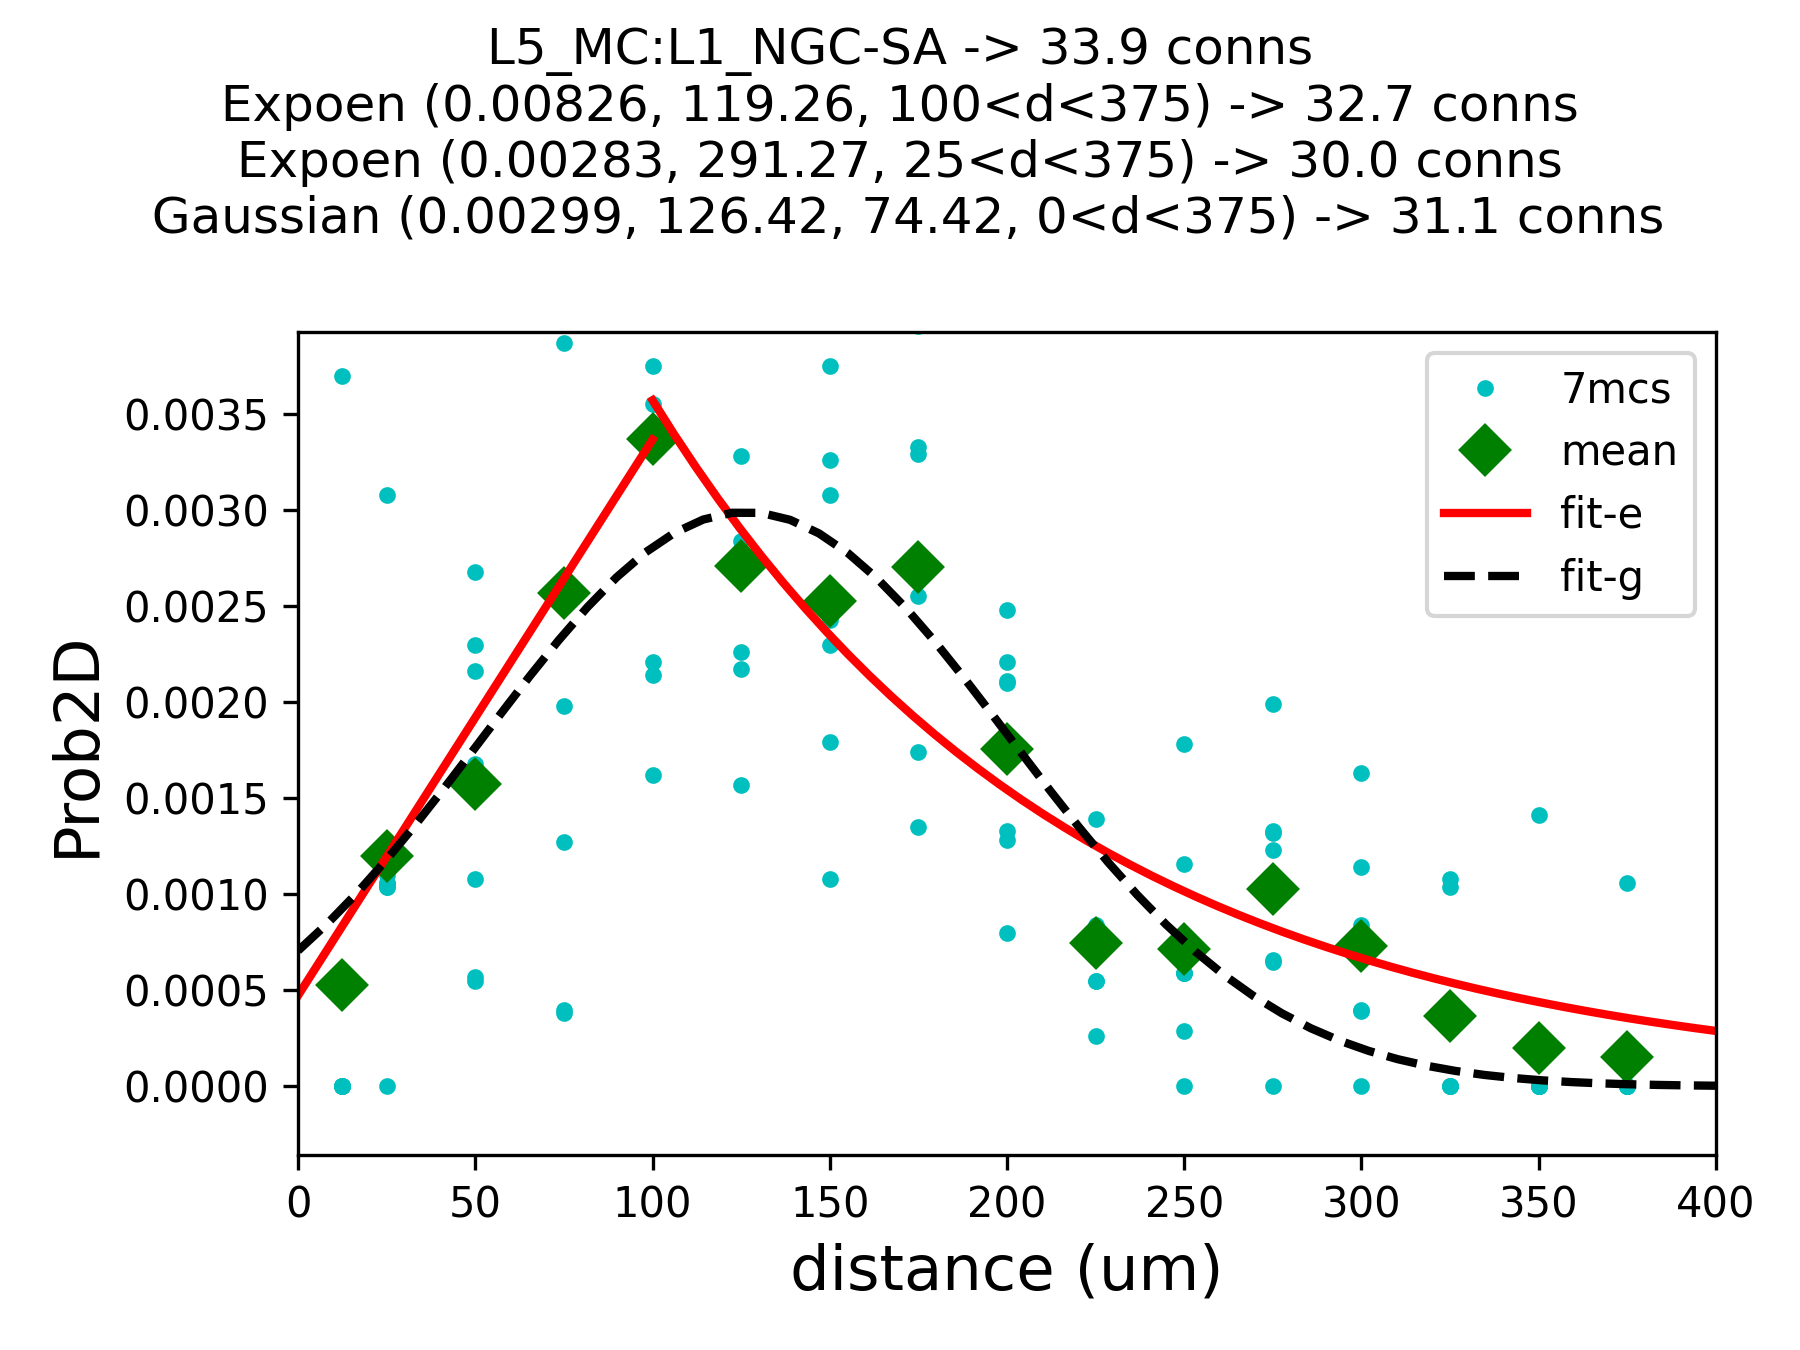 L5_MC:L1_NGC-SA -> 33.9 conns
Expoen (0.00826, 119.26, 100<d<375) -> 32.7 conns
Expoen (0.00283, 291.27, 25<d<375) -> 30.0 conns
Gaussian (0.00299, 126.42, 74.42, 0<d<375) -> 31.1 conns
7mcs
mean
fit-e
fit-g
Prob2D
0.0035
0.0030
0.0025
0.0020
0.0015
0.0010
0.0005
0.0000
0 50 100 150 200 250 300 350 400
distance (um)